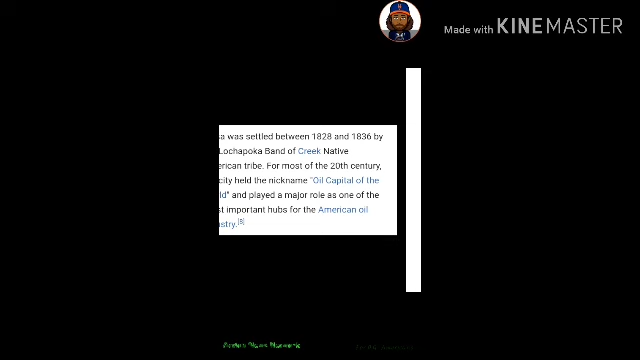 Made with KINEMASTER
ka was settled between 1828 and 1836 by
Lochapoka Band of Creek Native
erican tribe. For most of the 20th century,
city held the nickname "Oil Capital of the
ld" and played a major role as one of the
st important hubs for the American oil
stry.[8]